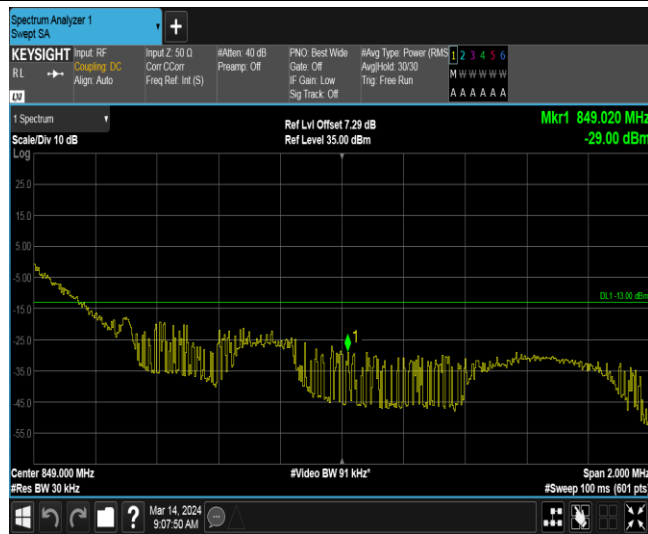 Spectrum Analyzer 1
Swept SA
+
KEYSIGHT Input: RF Input Z: 50 Ω #Atten: 40 dB PNO: Best Wide #Avg Type: Power (RMS 1 2 3 4 5 6
RL Coupling: DC Corr CCorr Preamp: Off Gate: Off Avg|Hold: 30/30 M W W W W W
Align: Auto Freq Ref: Int (S) IF Gain: Low Trig: Free Run
Sig Track: Off A A A A A A
LXI
1 Spectrum Ref Lvl Offset 7.29 dB Mkr1 849.020 MHz
Scale/Div 10 dB Ref Level 35.00 dBm -29.00 dBm
Log
25.0
15.0
5.00
-5.00
DL1 -13.00 dBm
-15.0
1
-25.0
-35.0
-45.0
-55.0
Center 849.000 MHz #Video BW 91 kHz* Span 2.000 MHz
#Res BW 30 kHz #Sweep 100 ms (601 pts)
? Mar 14, 2024
9:07:50 AM